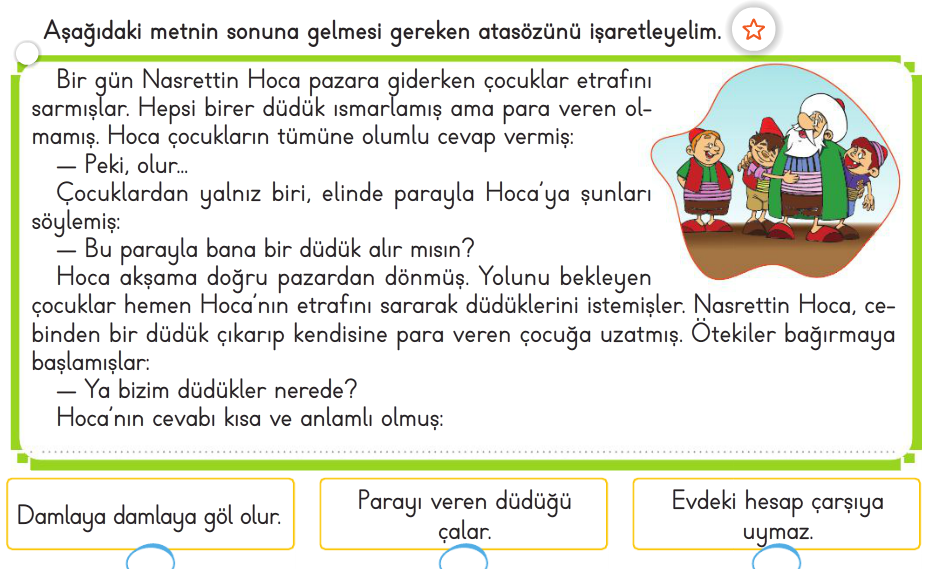 Aşağıdaki metnin sonuna gelmesi gereken atasözünü işaretleyelim.
Bir gün Nasrettin Hoca pazara giderken çocuklar etrafını
sarmışlar. Hepsi birer düdük ısmarlamış ama para veren ol-
mamış. Hoca çocukların tümüne olumlu cevap vermiş:
— Peki, olur...
Çocuklardan yalnız biri, elinde parayla Hoca’ya şunları
söylemiş:
— Bu parayla bana bir düdük alır mısın?
Hoca akşama doğru pazardan dönmüş. Yolunu bekleyen
çocuklar hemen Hoca’nın etrafını sararak düdüklerini istemişler. Nasrettin Hoca, ce-
binden bir düdük çıkarıp kendisine para veren çocuğa uzatmış. Ötekiler bağırmaya
başlamışlar:
— Ya bizim düdükler nerede?
Hoca’nın cevabı kısa ve anlamlı olmuş:
Damlaya damlaya göl olur.
Parayı veren düdüğü
çalar.
Evdeki hesap çarşıya
uymaz.